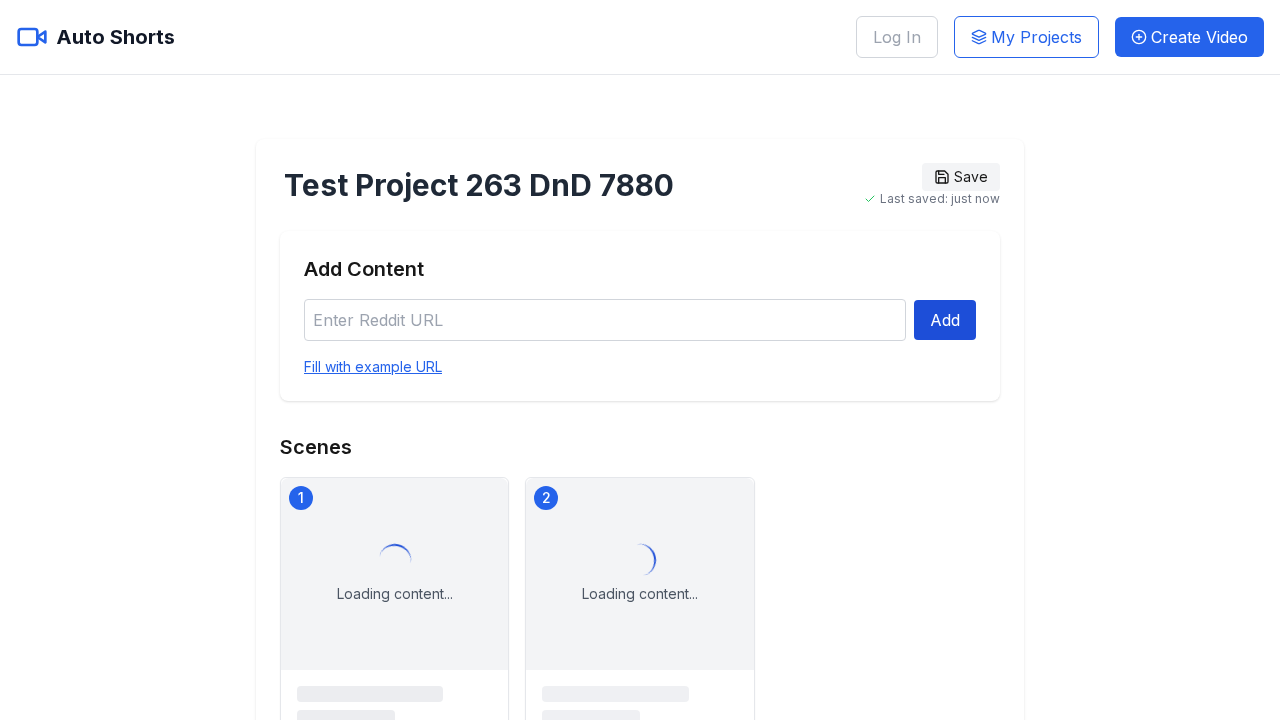 Auto Shorts
Log In
My Projects
Create Video
Test Project 263 DnD 7880
Save
Last saved: just now
Add Content
Enter Reddit URL
Add
Fill with example URL
Scenes
1
2
Loading content...
Loading content...